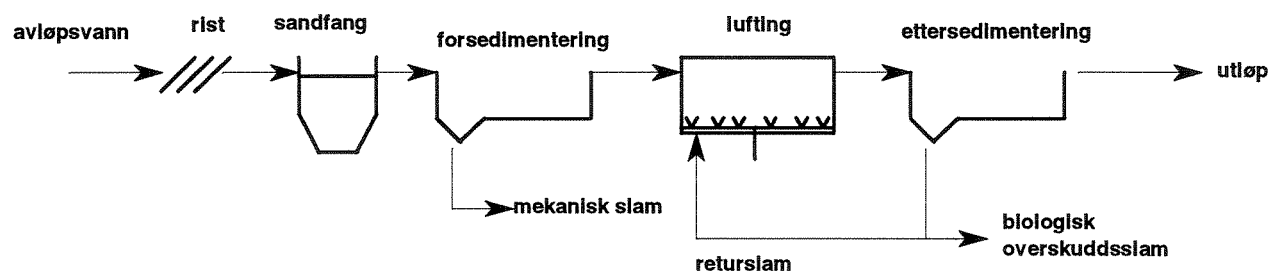 avløpsvann
rist
sandfang
forsedimentering
lufting
ettersedimentering
utløp
mekanisk slam
returslam
biologisk
overskuddsslam